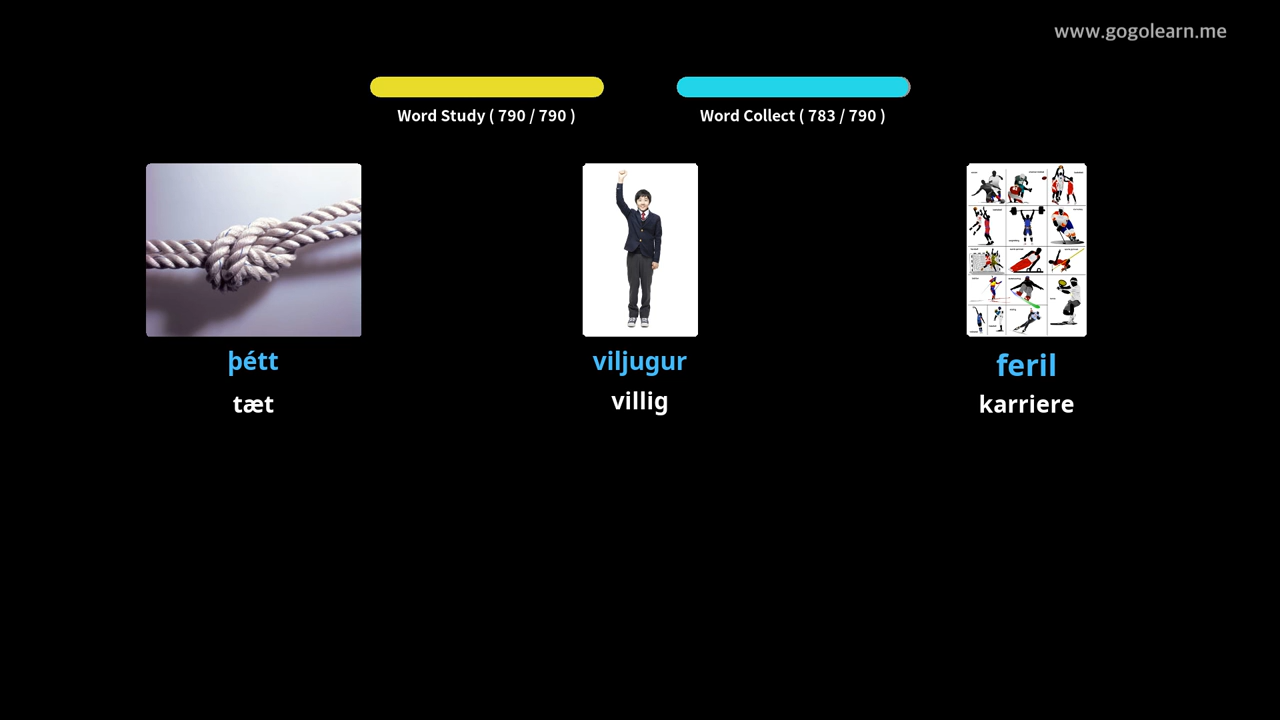 www.gogolearn.me
Word Study ( 790 / 790 )
Word Collect ( 783 / 790 )
þétt
viljugur
feril
tæt
villig
karriere